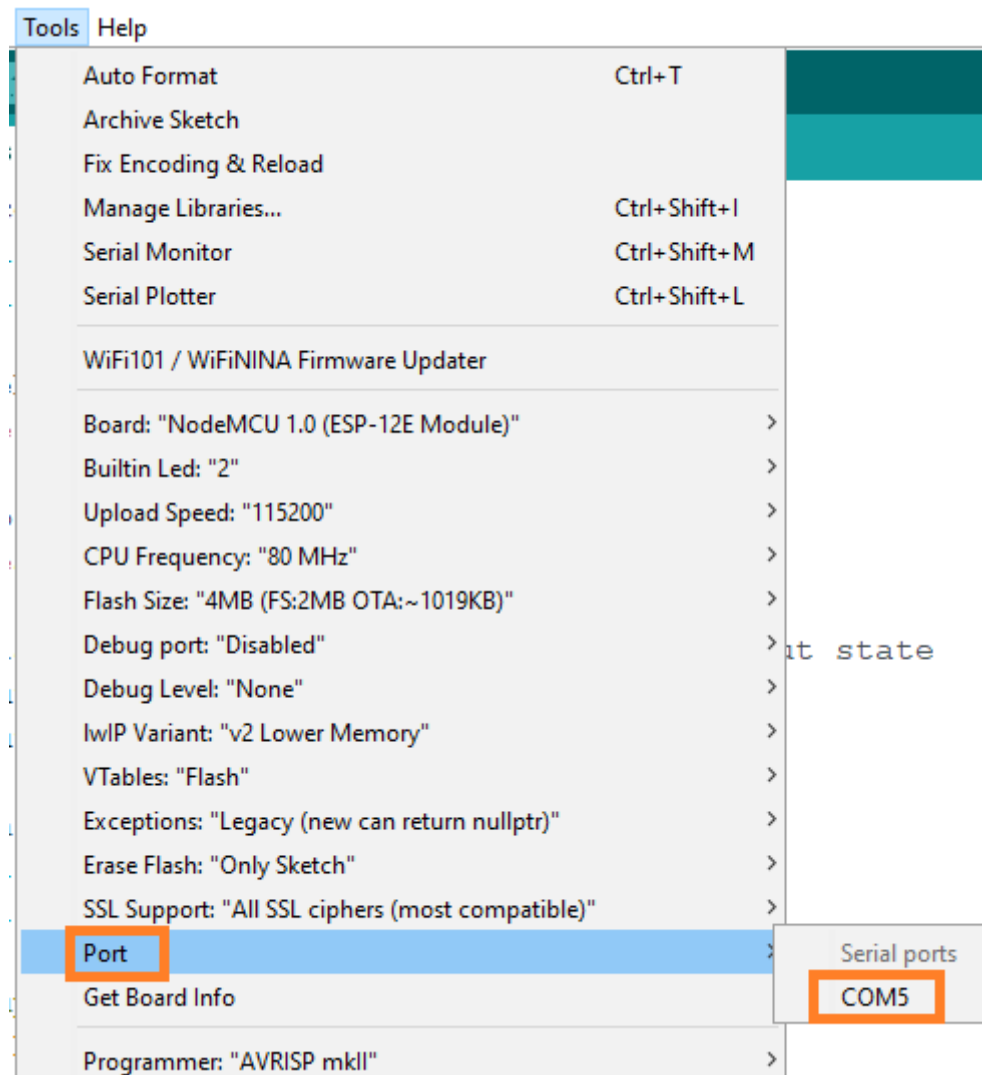 Tools Help
Auto Format Ctrl+T
Archive Sketch
Fix Encoding & Reload
Manage Libraries... Ctrl+Shift+I
Serial Monitor Ctrl+Shift+M
Serial Plotter Ctrl+Shift+L
WiFi101 / WiFiNINA Firmware Updater
Board: "NodeMCU 1.0 (ESP-12E Module)"
Builtin Led: "2"
Upload Speed: "115200"
CPU Frequency: "80 MHz"
Flash Size: "4MB (FS:2MB OTA:~1019KB)"
Debug port: "Disabled"
state
Debug Level: "None"
lwIP Variant: "v2 Lower Memory"
VTables: "Flash"
Exceptions: "Legacy (new can return nullptr)"
Erase Flash: "Only Sketch"
SSL Support: "All SSL ciphers (most compatible)"
Port Serial ports
Get Board Info COM5
Programmer: "AVRISP mkII"